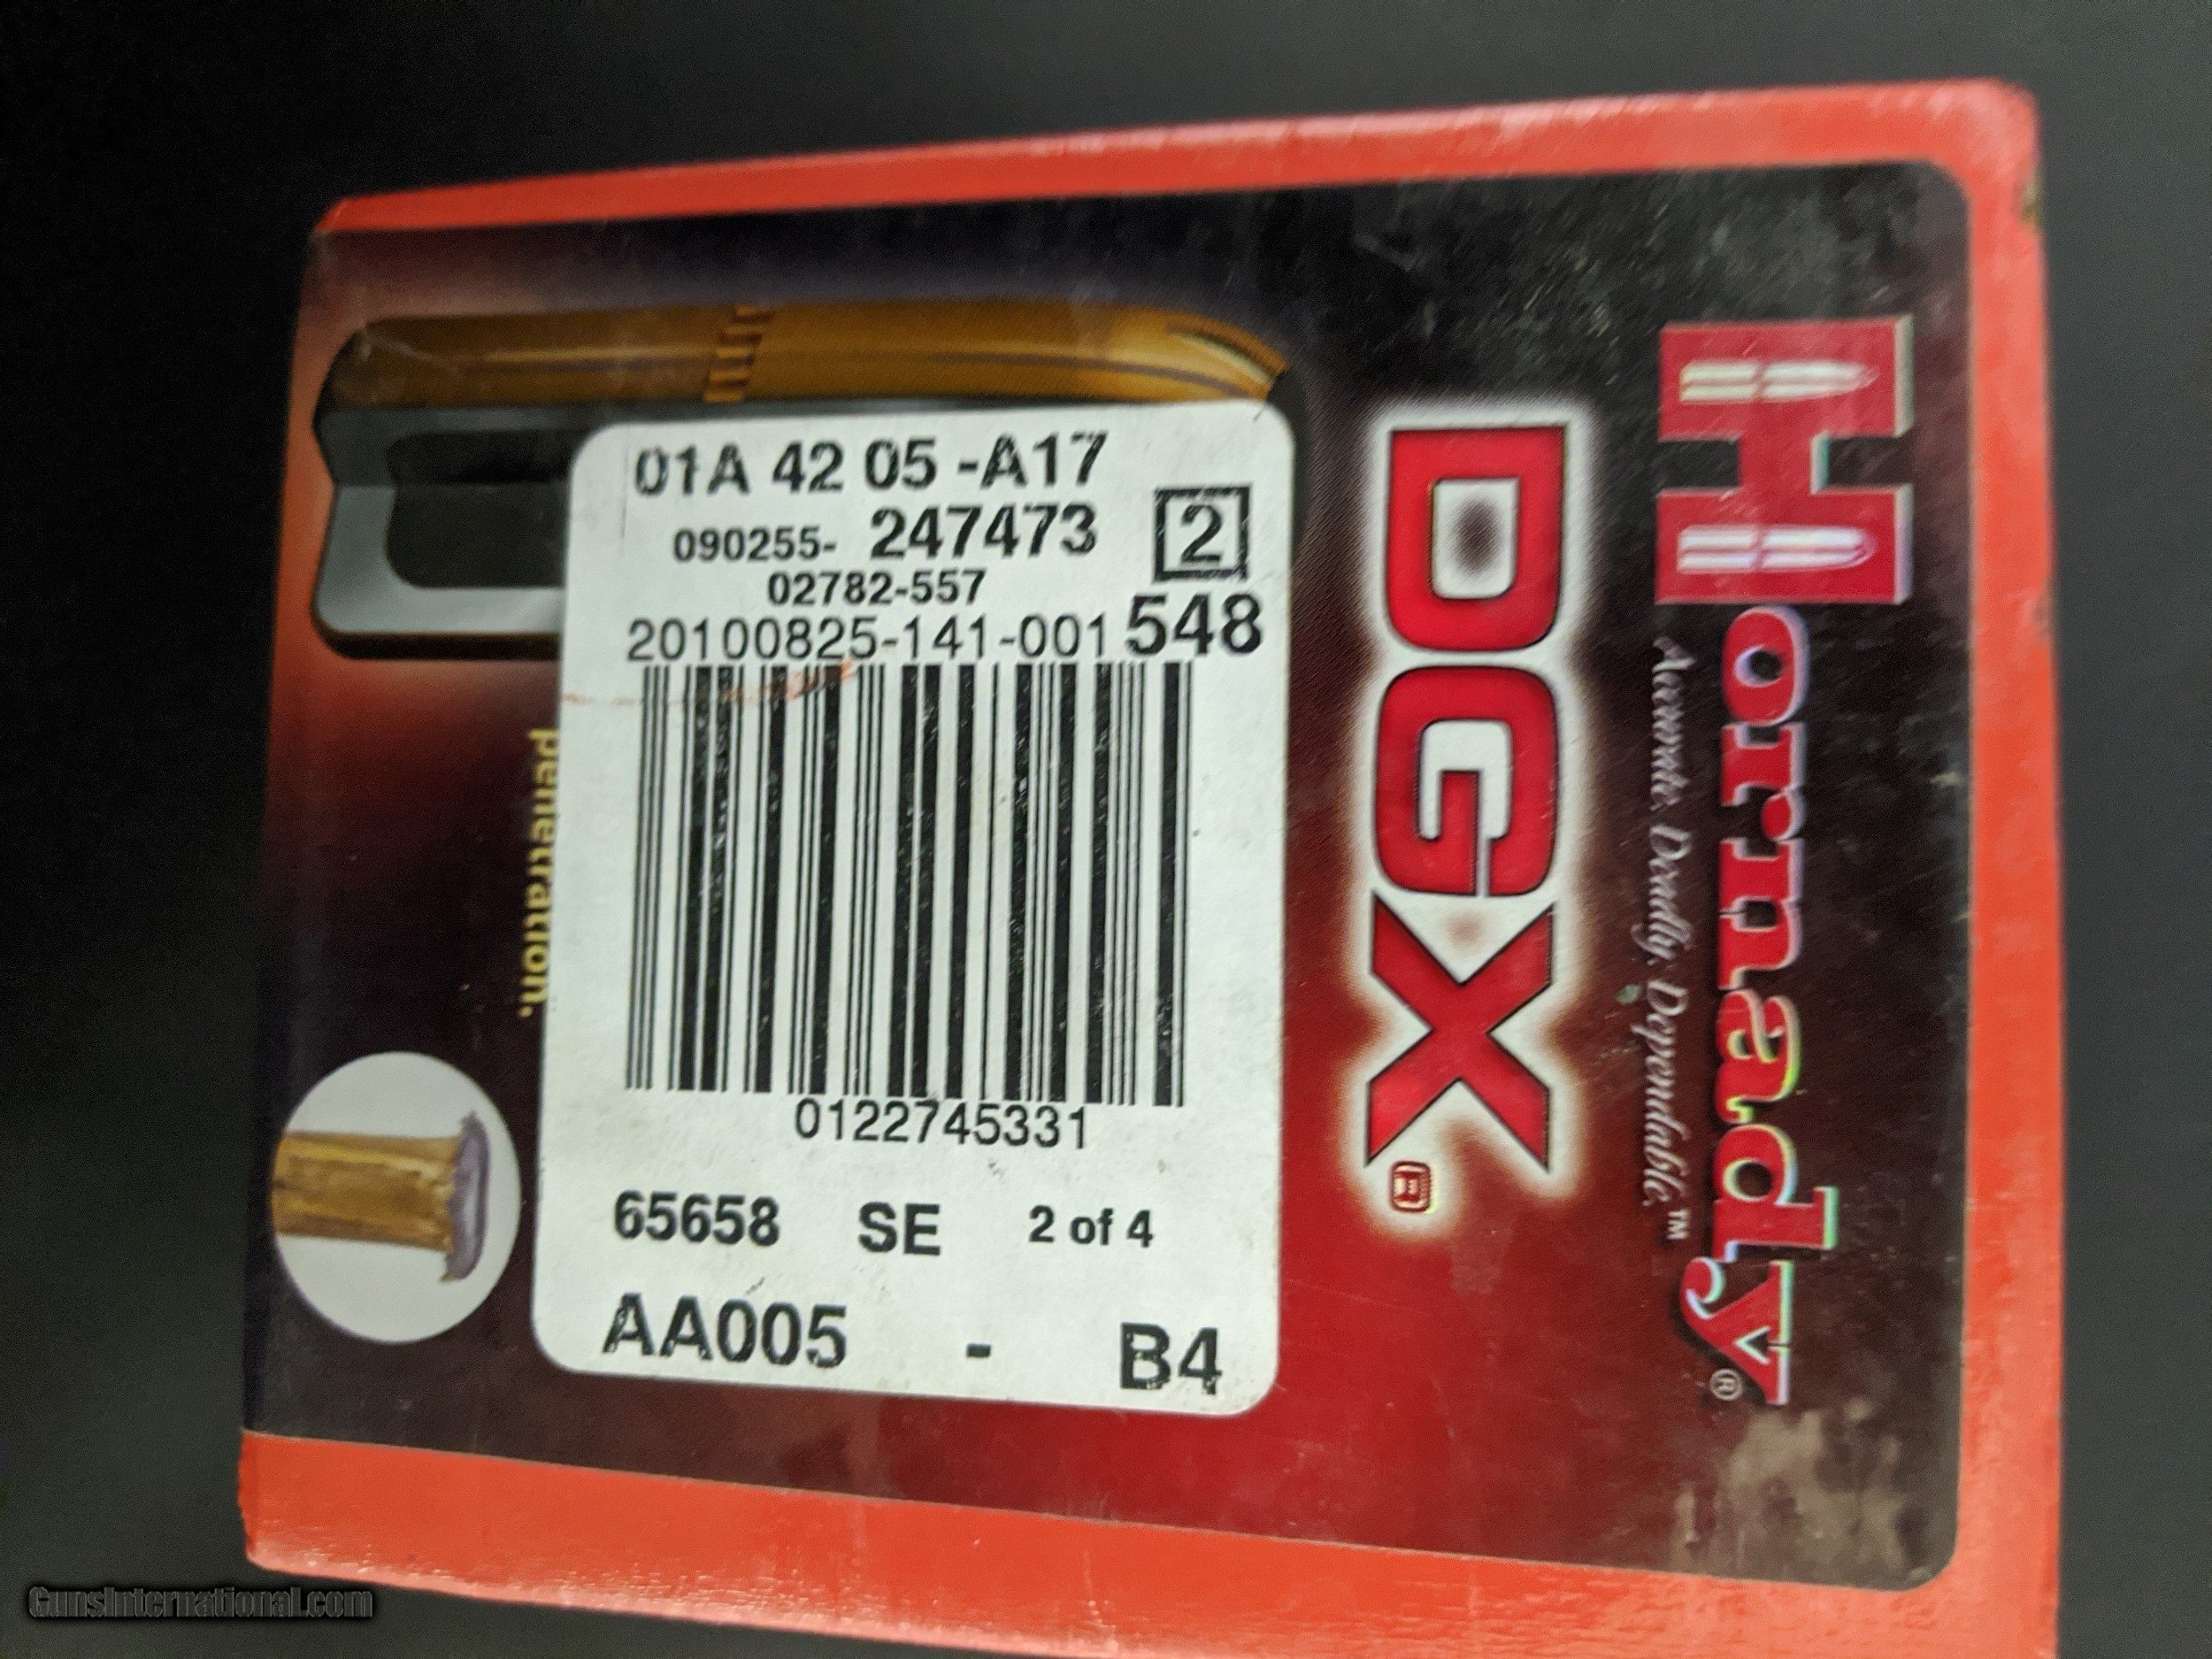 Hornady®
Accurate. Deadly. Dependable.™
DGX®
01A 42 05 -A17
090255- 247473 2
02782-557
20100825-141-001 548
0122745331
65658 SE 2 of 4
AA005 - B4
penetration.
GunsInternational.com